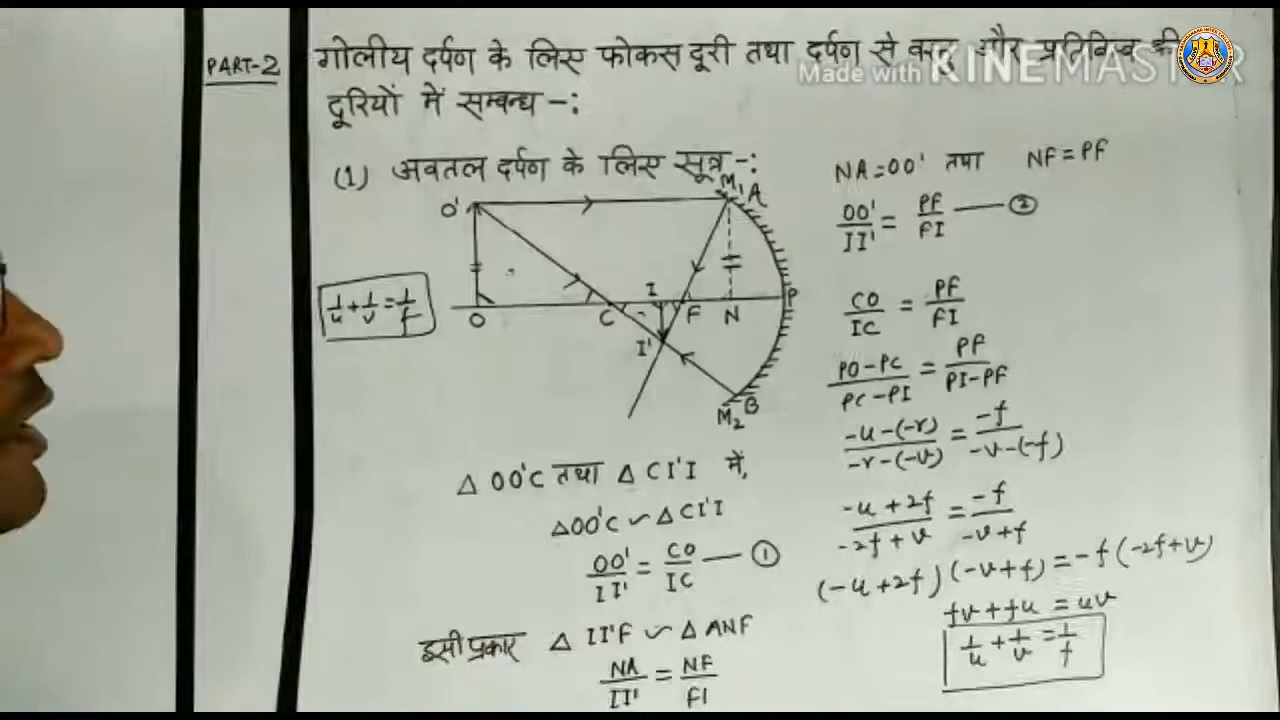 PART-2
गोलीय दर्पण के लिए फोकस दूरी तथा दर्पण से वस्तु और प्रतिबिम्ब की
दूरियों में सम्बन्ध -:
Made with KINEMASTER
(1) अवतल दर्पण के लिए सूत्र -:
O' M₁ A
1/u + 1/v = 1/f
O C I F N P
I'
M₂ B
Δ OO'C तथा Δ CI'I में,
ΔOO'C ~ ΔCI'I
OO'/II' = CO/IC — ①
इसी प्रकार Δ II'F ~ Δ ANF
NA/II' = NF/FI
NA = OO' तथा NF = PF
OO'/II' = PF/FI — ②
CO/IC = PF/FI
PO-PC/PC-PI = PF/PI-PF
-u-(-r)/-r-(-v) = -f/-v-(-f)
-u+2f/-2f+v = -f/-v+f
(-u+2f)(-v+f) = -f(-2f+v)
fv+fu = uv
1/u + 1/v = 1/f